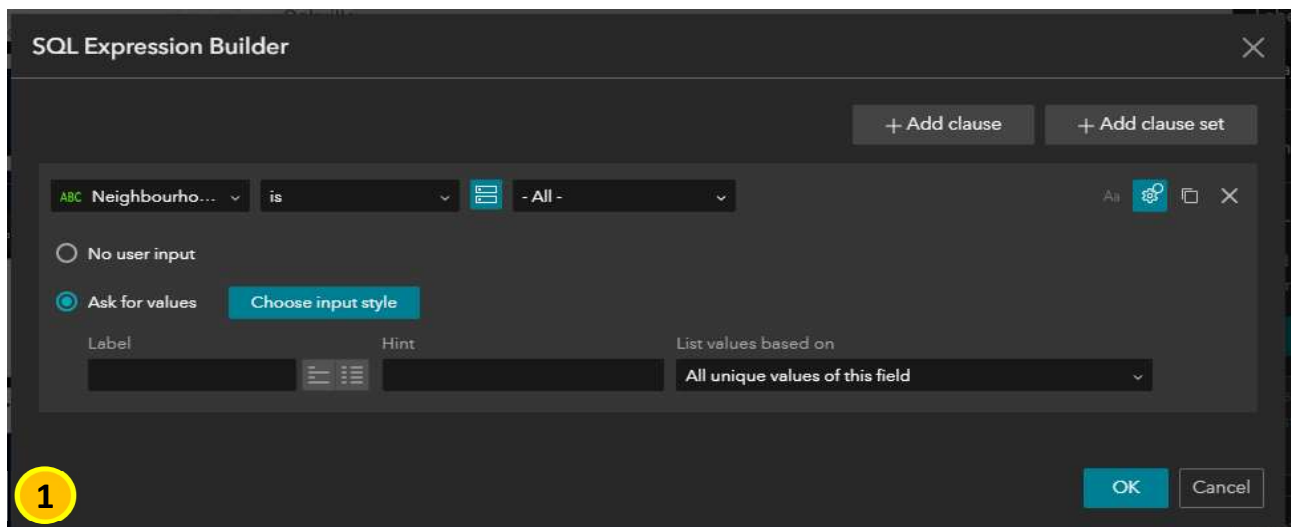 SQL Expression Builder
+ Add clause + Add clause set
ABC Neighbourho... is - All - Aa
No user input
Ask for values Choose input style
Label Hint List values based on
All unique values of this field
OK Cancel
1